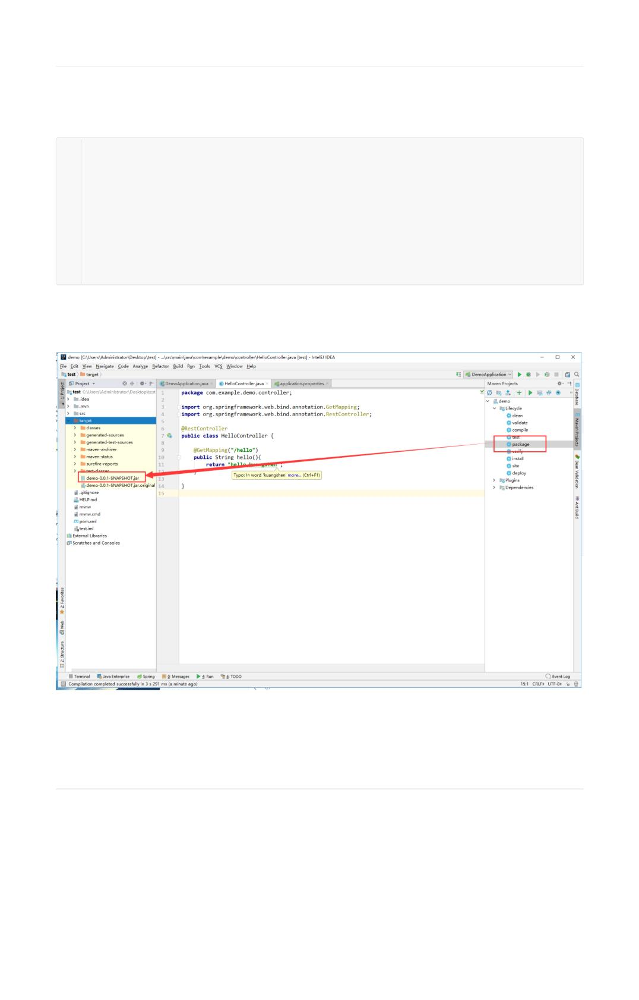 demo [C:\Users\Administrator\Desktop\test] - ...\src\main\java\com\example\demo\controller\HelloController.java [test] - IntelliJ IDEA
File Edit View Navigate Code Analyze Refactor Build Run Tools VCS Window Help
test target DemoApplication
1: Project
Project
test C:\Users\Administrator\Desktop\test
.idea
.mvn
src
target
classes
generated-sources
generated-test-sources
maven-archiver
maven-status
surefire-reports
test-classes
demo-0.0.1-SNAPSHOT.jar
demo-0.0.1-SNAPSHOT.jar.original
.gitignore
HELP.md
mvnw
mvnw.cmd
pom.xml
test.iml
External Libraries
Scratches and Consoles
2: Favorites
Web
7: Structure
DemoApplication.java HelloController.java application.properties
1 package com.example.demo.controller;
2
3 import org.springframework.web.bind.annotation.GetMapping;
4 import org.springframework.web.bind.annotation.RestController;
5
6 @RestController
7 public class HelloController {
8
9 @GetMapping("/hello")
10 public String hello(){
11 return "hello,kuangshen";
12 }
Typo: In word 'kuangshen' more... (Ctrl+F1)
13
14 }
15
Maven Projects
demo
Lifecycle
clean
validate
compile
test
package
verify
install
site
deploy
Plugins
Dependencies
Database
Maven Projects
Bean Validation
Ant Build
Terminal Java Enterprise Spring 0: Messages 4: Run 6: TODO Event Log
Compilation completed successfully in 3 s 291 ms (a minute ago) 15:1 CRLF UTF-8